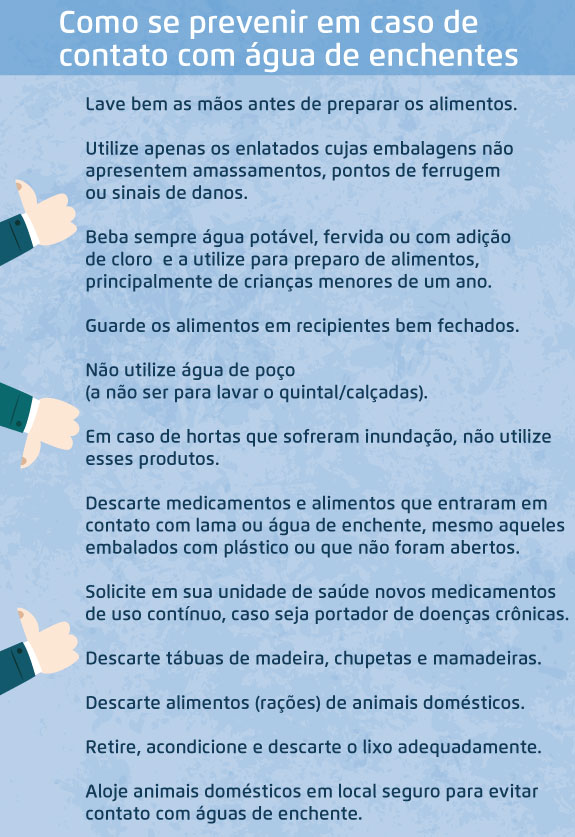 Como se prevenir em caso de
contato com água de enchentes
Lave bem as mãos antes de preparar os alimentos.
Utilize apenas os enlatados cujas embalagens não
apresentem amassamentos, pontos de ferrugem
ou sinais de danos.
Beba sempre água potável, fervida ou com adição
de cloro e a utilize para preparo de alimentos,
principalmente de crianças menores de um ano.
Guarde os alimentos em recipientes bem fechados.
Não utilize água de poço
(a não ser para lavar o quintal/calçadas).
Em caso de hortas que sofreram inundação, não utilize
esses produtos.
Descarte medicamentos e alimentos que entraram em
contato com lama ou água de enchente, mesmo aqueles
embalados com plástico ou que não foram abertos.
Solicite em sua unidade de saúde novos medicamentos
de uso contínuo, caso seja portador de doenças crônicas.
Descarte tábuas de madeira, chupetas e mamadeiras.
Descarte alimentos (rações) de animais domésticos.
Retire, acondicione e descarte o lixo adequadamente.
Aloje animais domésticos em local seguro para evitar
contato com águas de enchente.